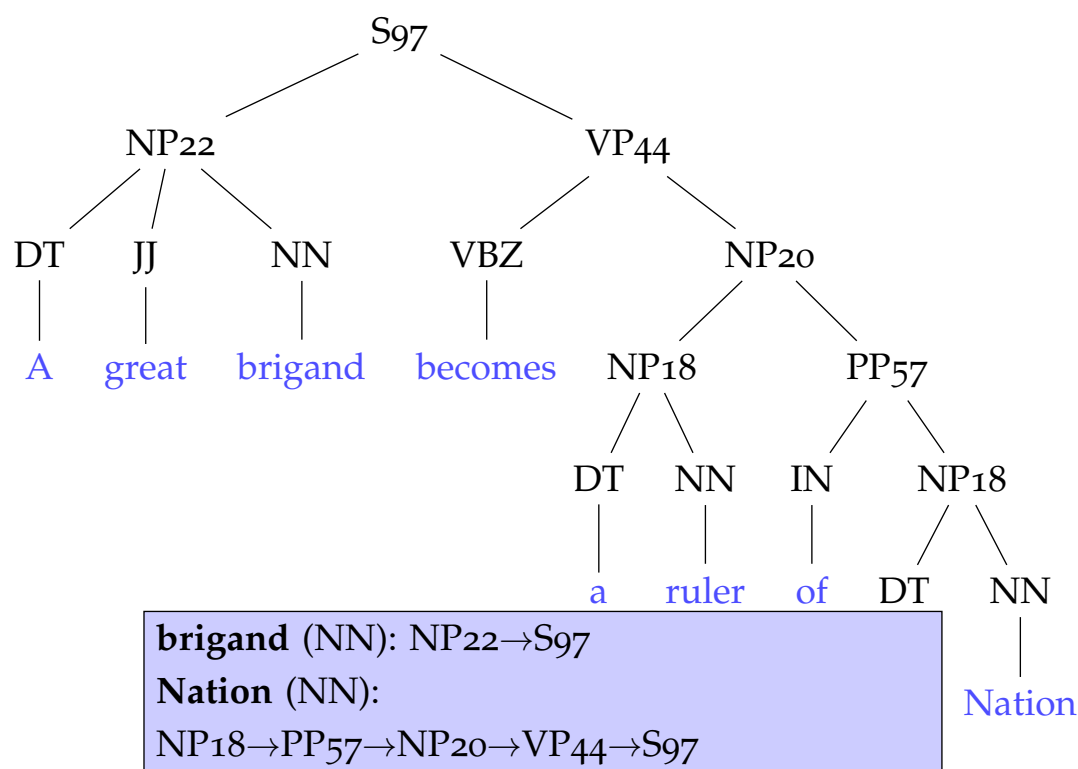 S97
NP22 VP44
DT JJ NN VBZ NP20
A great brigand becomes NP18 PP57
DT NN IN NP18
a ruler of DT NN
brigand (NN): NP22→S97
Nation (NN):
Nation
NP18→PP57→NP20→VP44→S97